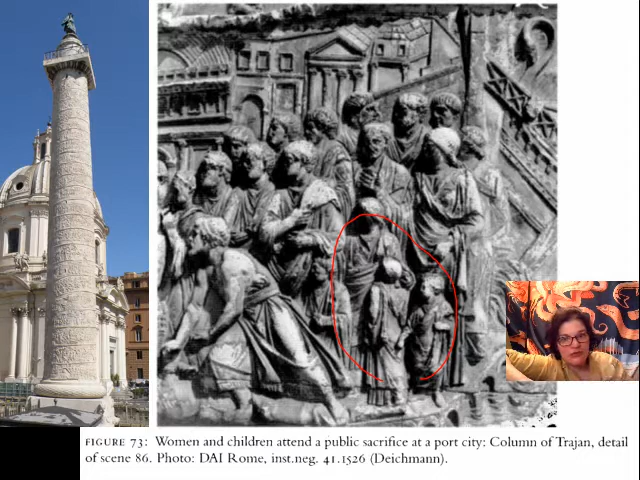 FIGURE 73: Women and children attend a public sacrifice at a port city: Column of Trajan, detail
of scene 86. Photo: DAI Rome, inst.neg. 41.1526 (Deichmann).